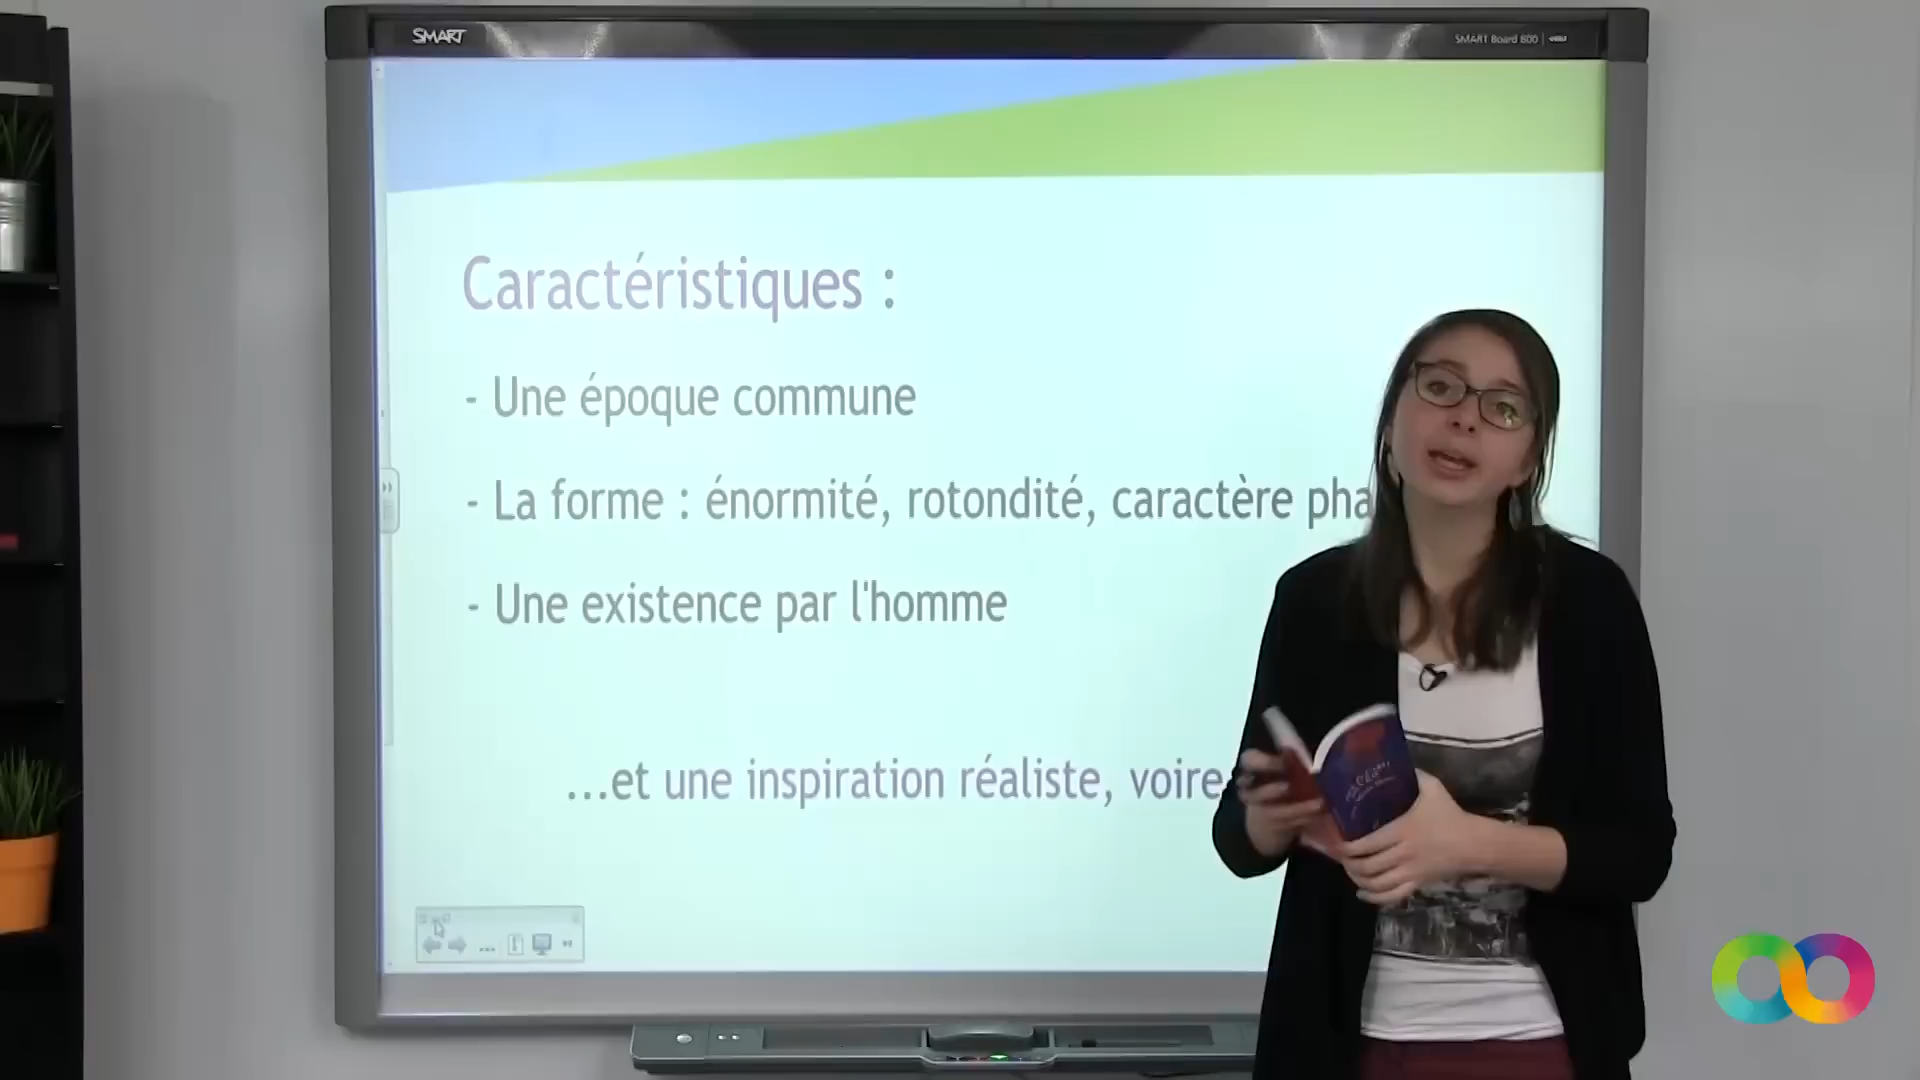 SMART
SMART Board 800
Caractéristiques :
- Une époque commune
- La forme : énormité, rotondité, caractère pha
- Une existence par l'homme
...et une inspiration réaliste, voire